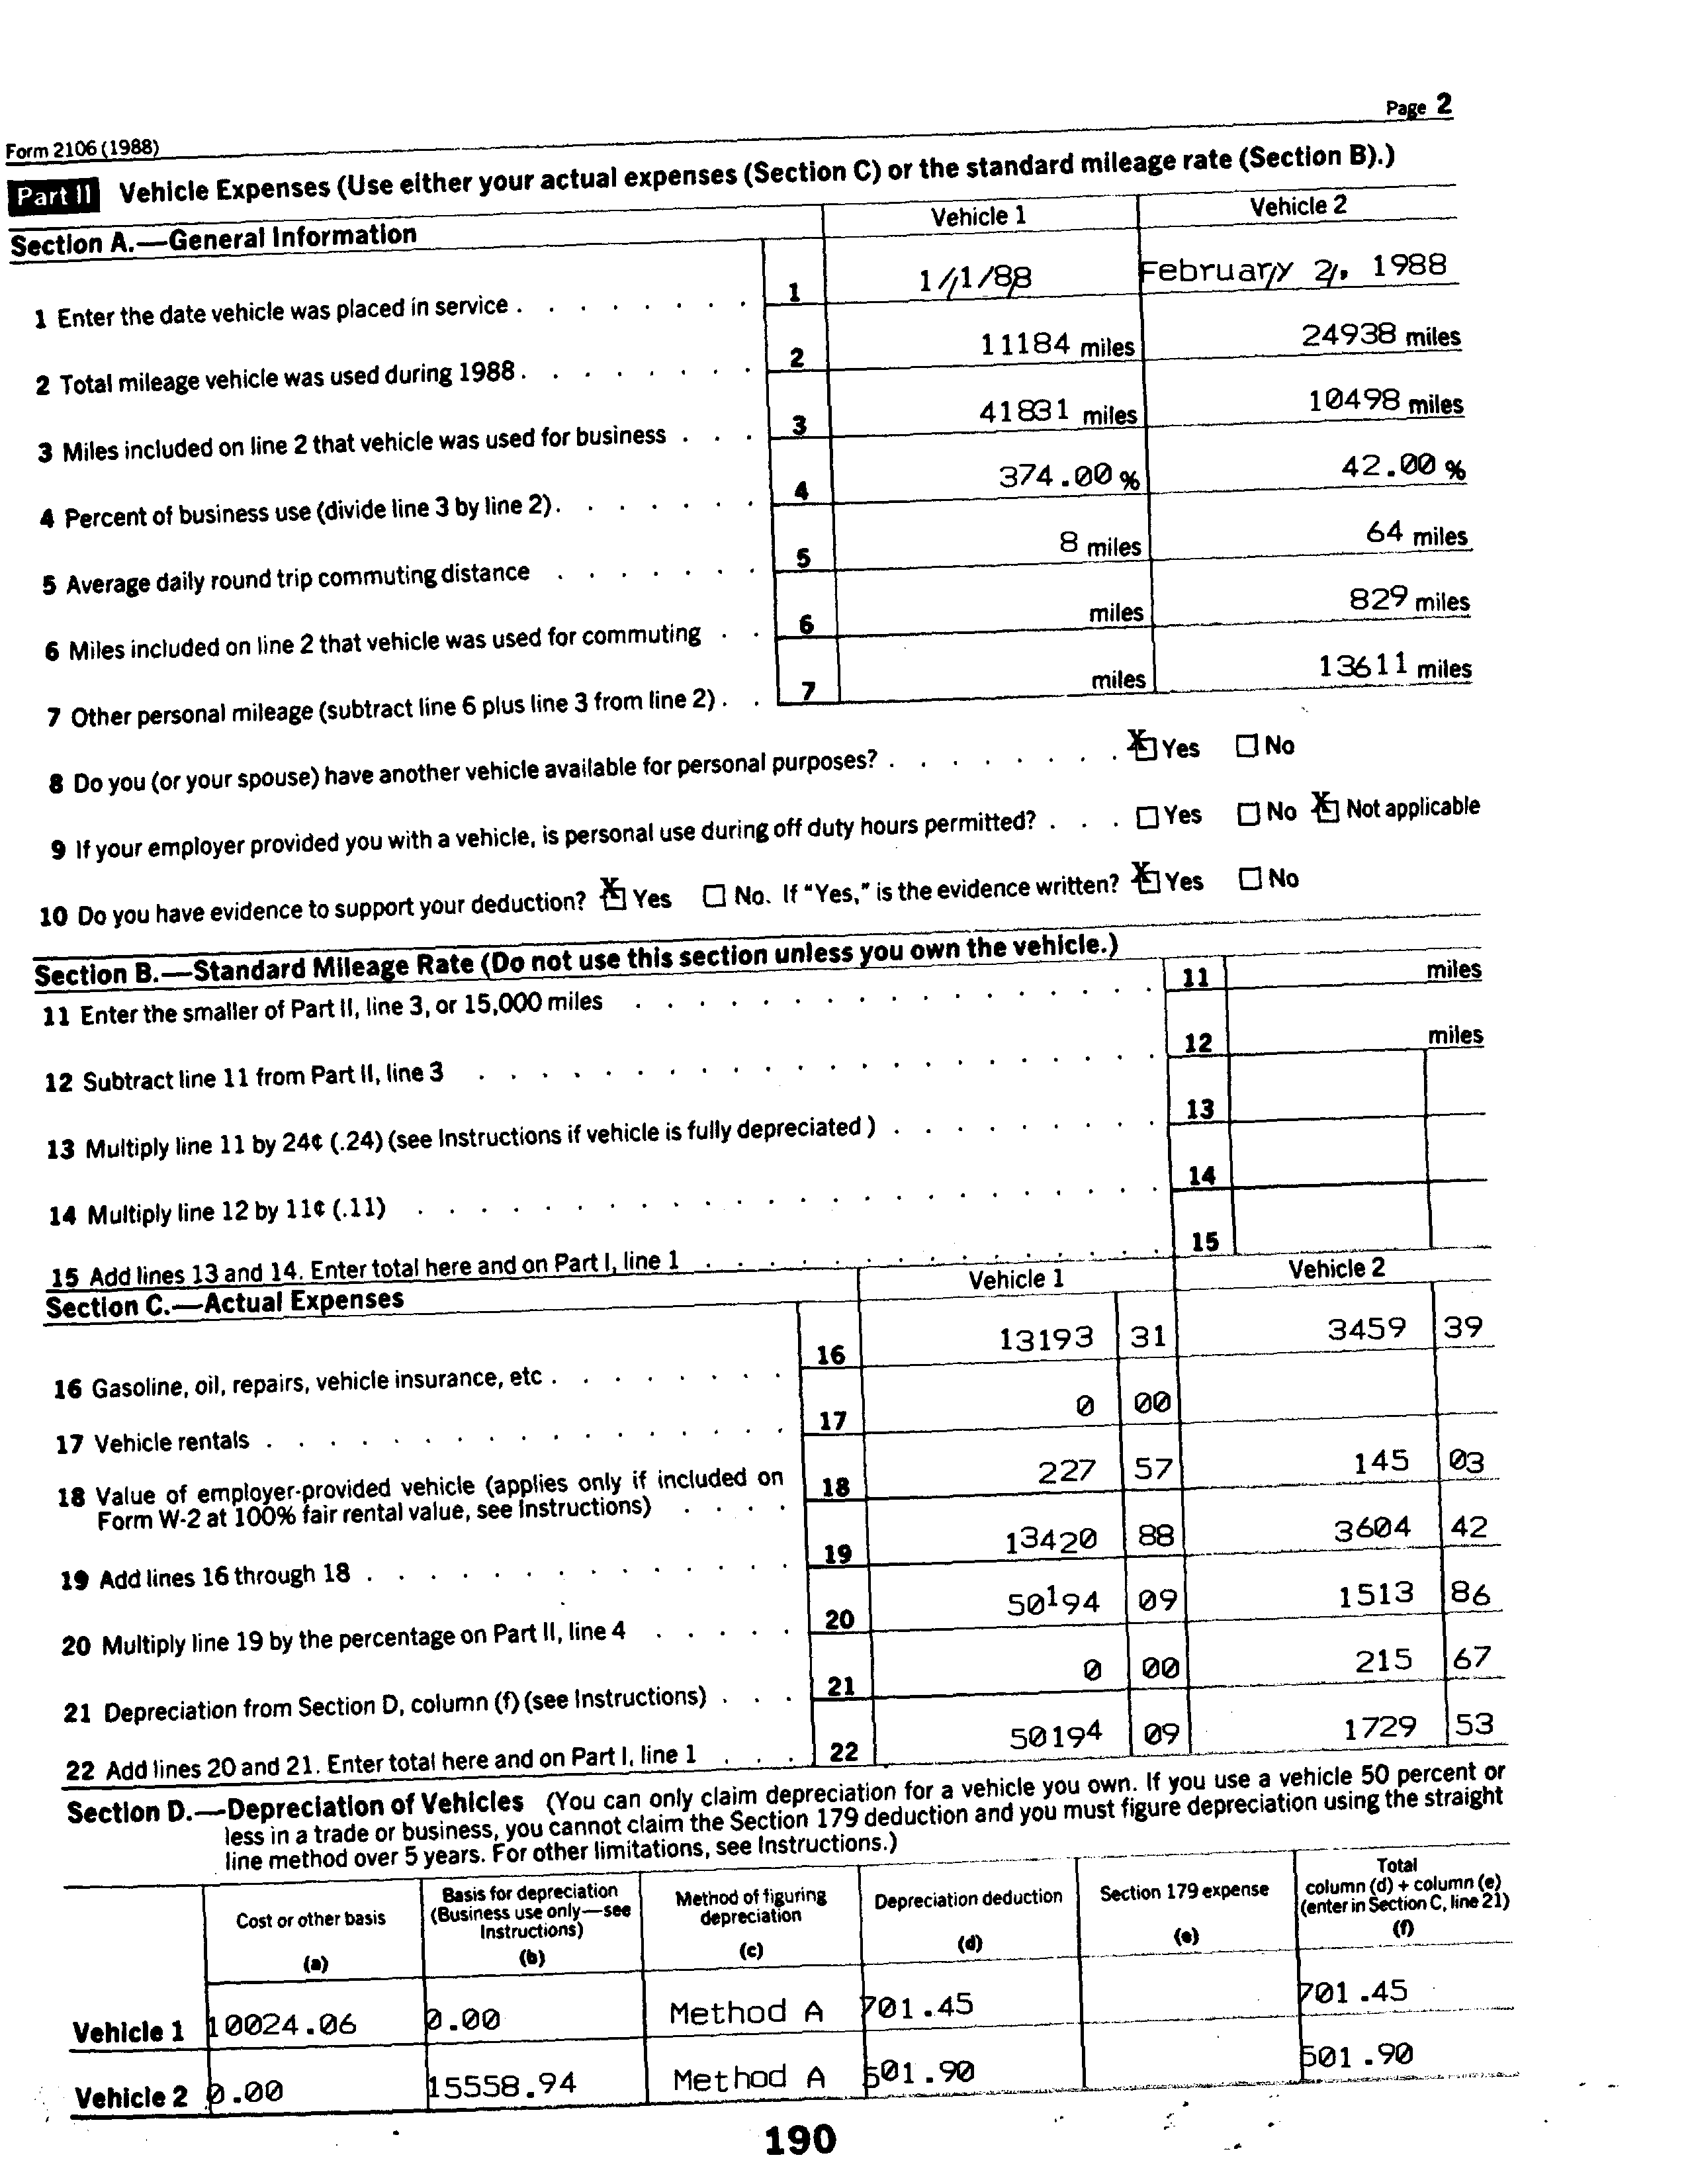 Page 2
Form 2106 (1988)
Part II Vehicle Expenses (Use either your actual expenses (Section C) or the standard mileage rate (Section B).)
Section A.—General Information Vehicle 1 Vehicle 2
1 Enter the date vehicle was placed in service . . . . . . . . 1 1/1/88 February 2, 1988
2 Total mileage vehicle was used during 1988 . . . . . . . . 2 11184 miles 24938 miles
3 Miles included on line 2 that vehicle was used for business . . . 3 41831 miles 10498 miles
4 Percent of business use (divide line 3 by line 2) . . . . . . . 4 374.00 % 42.00 %
5 Average daily round trip commuting distance . . . . . . . 5 8 miles 64 miles
6 Miles included on line 2 that vehicle was used for commuting . . 6 miles 829 miles
7 Other personal mileage (subtract line 6 plus line 3 from line 2) . . 7 miles 13611 miles
8 Do you (or your spouse) have another vehicle available for personal purposes? . . . . . . . . X Yes ☐ No
9 If your employer provided you with a vehicle, is personal use during off duty hours permitted? . . . ☐ Yes ☐ No X Not applicable
10 Do you have evidence to support your deduction? X Yes ☐ No. If "Yes," is the evidence written? X Yes ☐ No
Section B.—Standard Mileage Rate (Do not use this section unless you own the vehicle.)
11 Enter the smaller of Part II, line 3, or 15,000 miles . . . . . . . . . . . . . . . . . 11 miles
12 Subtract line 11 from Part II, line 3 . . . . . . . . . . . . . . . . . . . . . . 12 miles
13 Multiply line 11 by 24¢ (.24) (see Instructions if vehicle is fully depreciated ) . . . . . . . . . 13
14 Multiply line 12 by 11¢ (.11) . . . . . . . . . . . . . . . . . . . . . . . 14
15 Add lines 13 and 14. Enter total here and on Part I, line 1 . . . . . . . . . . . . . . . 15
Section C.—Actual Expenses Vehicle 1 Vehicle 2
16 Gasoline, oil, repairs, vehicle insurance, etc . . . . . . . . 16 13193 31 3459 39
17 Vehicle rentals . . . . . . . . . . . . . . . . . 17 0 00
18 Value of employer-provided vehicle (applies only if included on
Form W-2 at 100% fair rental value, see Instructions) . . . . 18 227 57 145 03
19 Add lines 16 through 18 . . . . . . . . . . . . . . 19 13420 88 3604 42
20 Multiply line 19 by the percentage on Part II, line 4 . . . . . 20 50194 09 1513 86
21 Depreciation from Section D, column (f) (see Instructions) . . . 21 0 00 215 67
22 Add lines 20 and 21. Enter total here and on Part I, line 1 . . . 22 50194 09 1729 53
Section D.—Depreciation of Vehicles (You can only claim depreciation for a vehicle you own. If you use a vehicle 50 percent or
less in a trade or business, you cannot claim the Section 179 deduction and you must figure depreciation using the straight
line method over 5 years. For other limitations, see Instructions.)
Cost or other basis (a)
Basis for depreciation (Business use only—see Instructions) (b)
Method of figuring depreciation (c)
Depreciation deduction (d)
Section 179 expense (e)
Total column (d) + column (e) (enter in Section C, line 21) (f)
Vehicle 1 10024.06 0.00 Method A 701.45 701.45
Vehicle 2 0.00 15558.94 Method A 501.90 501.90
190